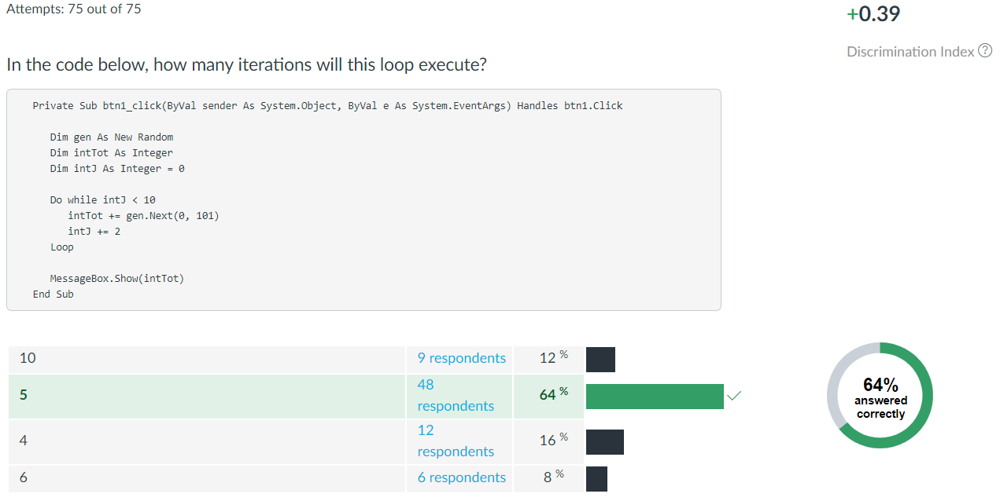 Attempts: 75 out of 75
+0.39
Discrimination Index ?
In the code below, how many iterations will this loop execute?
Private Sub btn1_click(ByVal sender As System.Object, ByVal e As System.EventArgs) Handles btn1.Click
Dim gen As New Random
Dim intTot As Integer
Dim intJ As Integer = 0
Do while intJ < 10
intTot += gen.Next(0, 101)
intJ += 2
Loop
MessageBox.Show(intTot)
End Sub
10 9 respondents 12 %
5 48 respondents 64 % ✓
4 12 respondents 16 %
6 6 respondents 8 %
64%
answered
correctly